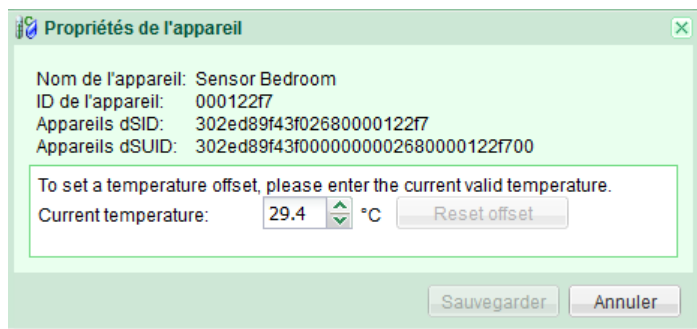 Propriétés de l'appareil
Nom de l'appareil: Sensor Bedroom
ID de l'appareil: 000122f7
Appareils dSID: 302ed89f43f02680000122f7
Appareils dSUID: 302ed89f43f0000000002680000122f700
To set a temperature offset, please enter the current valid temperature.
Current temperature: 29.4 °C Reset offset
Sauvegarder Annuler